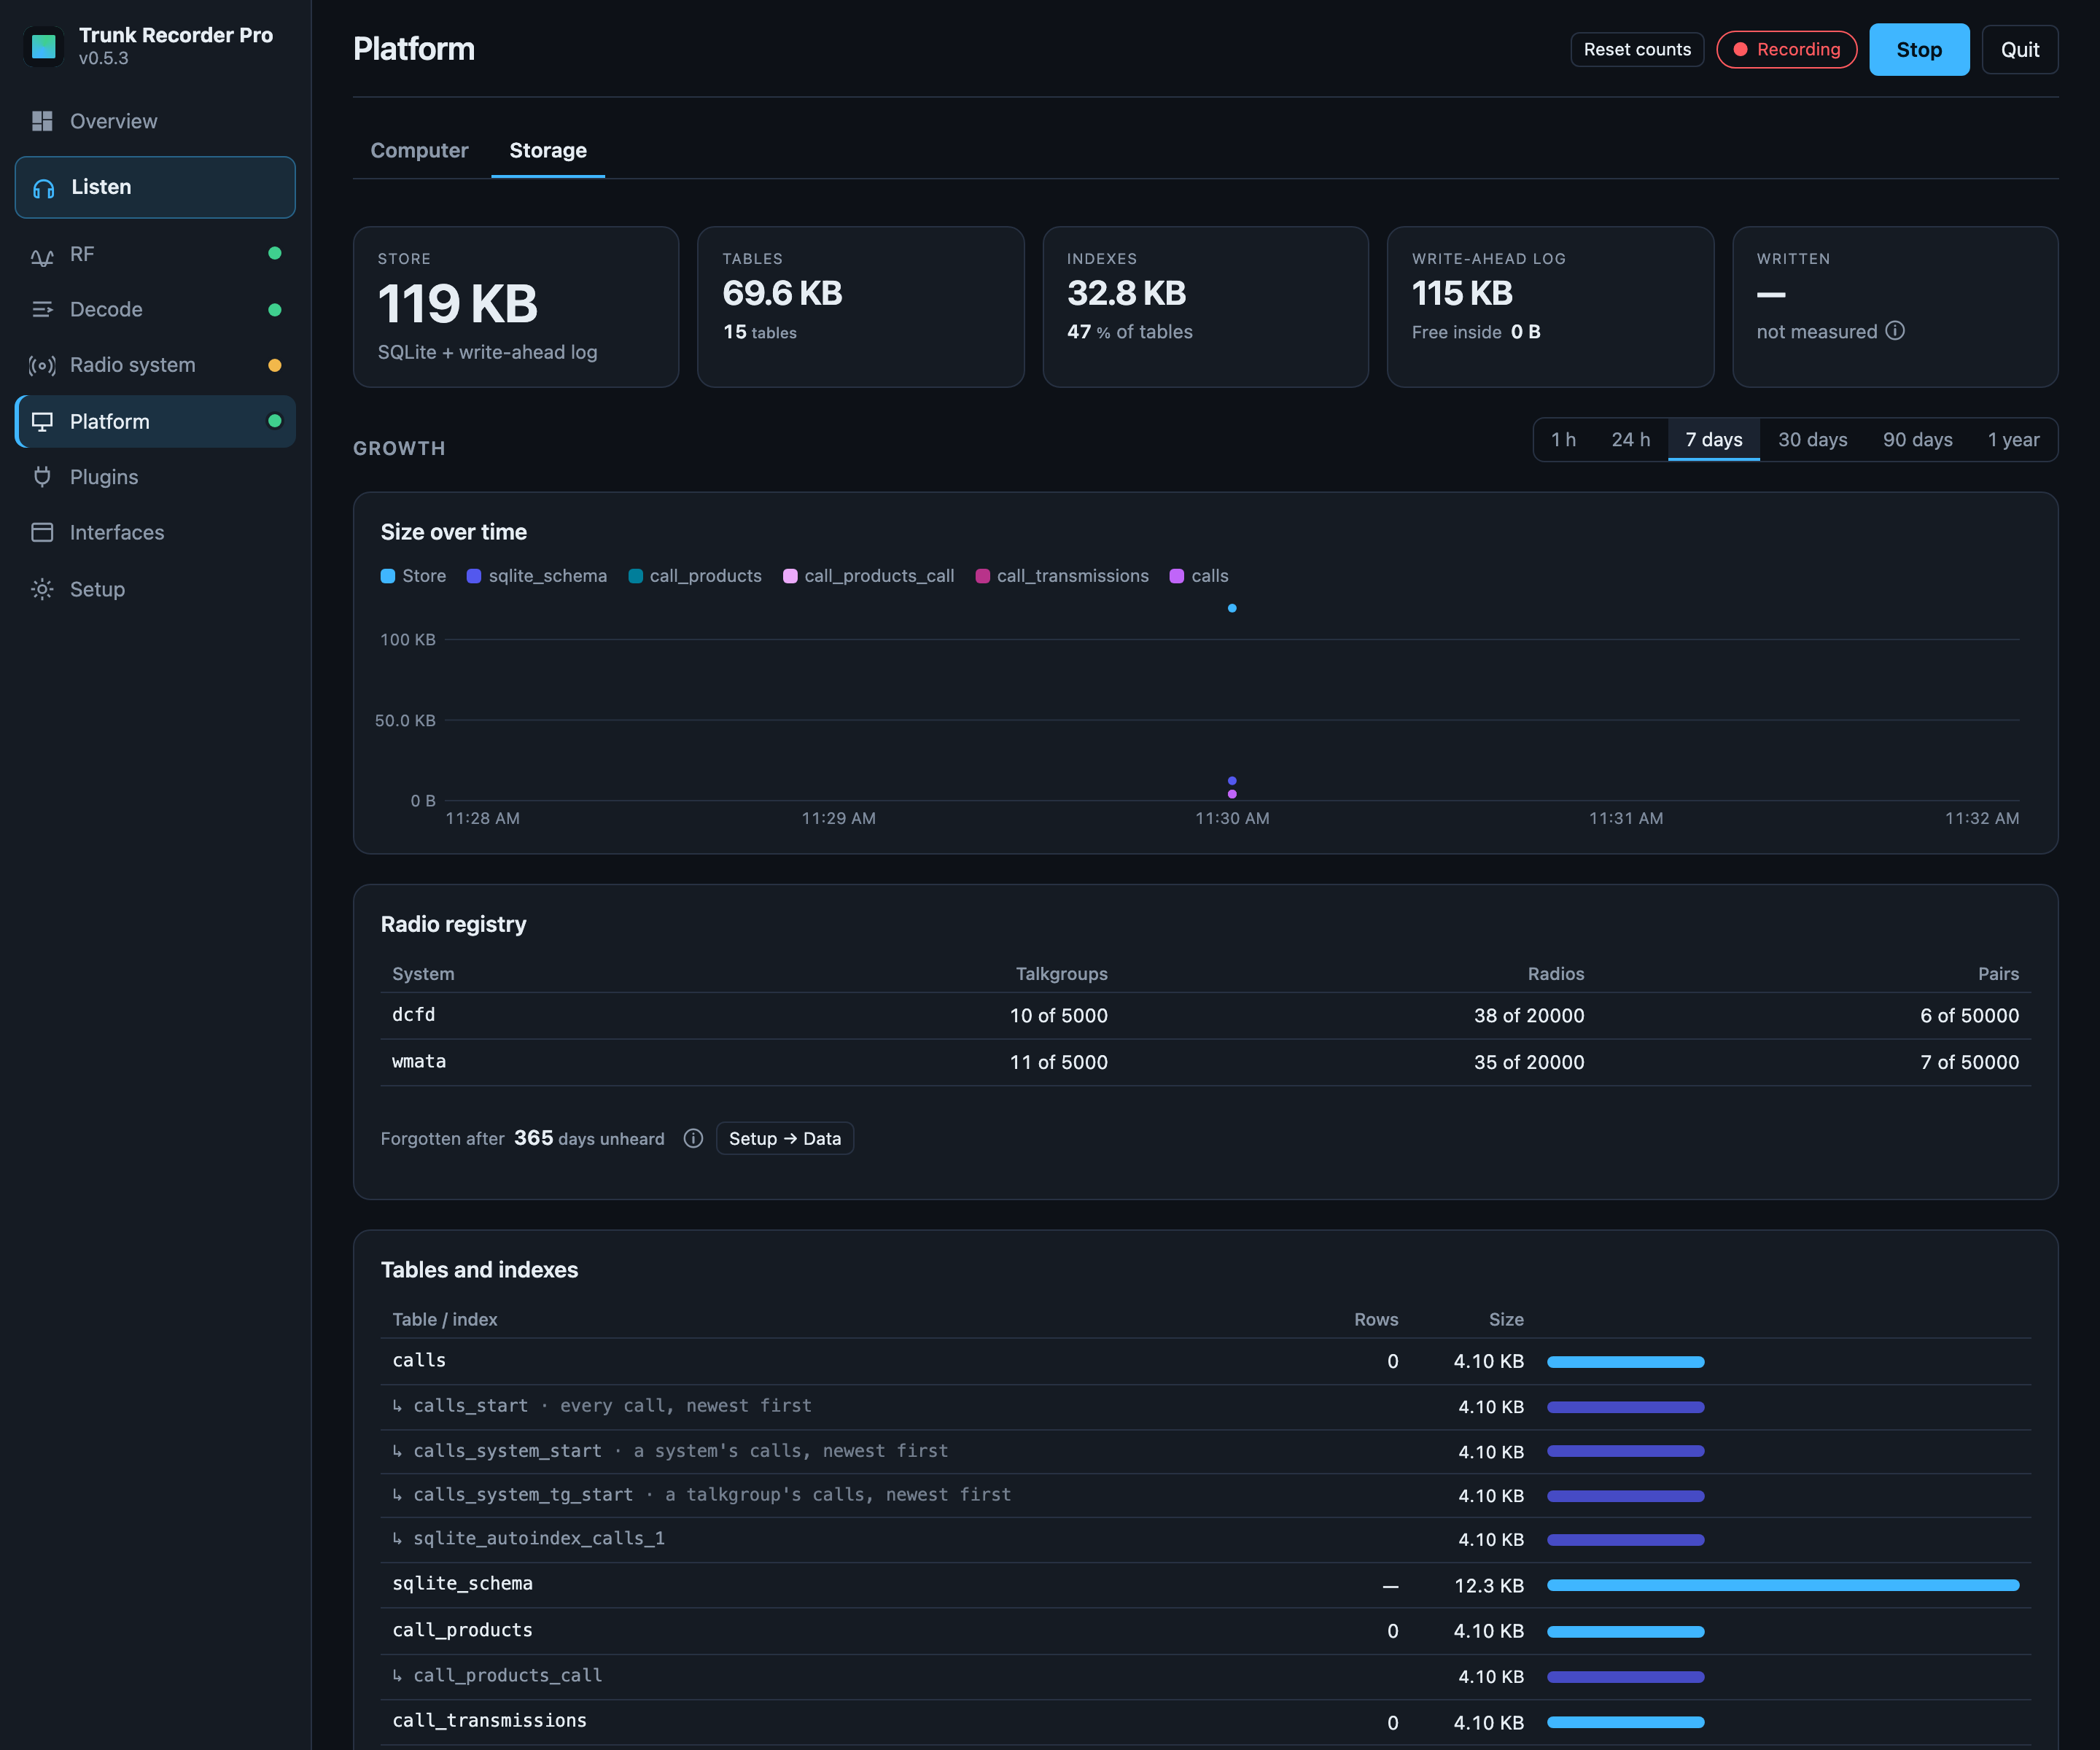 Trunk Recorder Pro
v0.5.3
Overview
Listen
RF
Decode
Radio system
Platform
Plugins
Interfaces
Setup
Platform
Reset counts
Recording
Stop
Quit
Computer
Storage
STORE
119 KB
SQLite + write-ahead log
TABLES
69.6 KB
15 tables
INDEXES
32.8 KB
47 % of tables
WRITE-AHEAD LOG
115 KB
Free inside 0 B
WRITTEN
—
not measured
GROWTH
1 h
24 h
7 days
30 days
90 days
1 year
Size over time
Store
sqlite_schema
call_products
call_products_call
call_transmissions
calls
100 KB
50.0 KB
0 B
11:28 AM
11:29 AM
11:30 AM
11:31 AM
11:32 AM
Radio registry
System Talkgroups Radios Pairs
dcfd 10 of 5000 38 of 20000 6 of 50000
wmata 11 of 5000 35 of 20000 7 of 50000
Forgotten after 365 days unheard
Setup → Data
Tables and indexes
Table / index Rows Size
calls 0 4.10 KB
↳ calls_start · every call, newest first 4.10 KB
↳ calls_system_start · a system's calls, newest first 4.10 KB
↳ calls_system_tg_start · a talkgroup's calls, newest first 4.10 KB
↳ sqlite_autoindex_calls_1 4.10 KB
sqlite_schema — 12.3 KB
call_products 0 4.10 KB
↳ call_products_call 4.10 KB
call_transmissions 0 4.10 KB